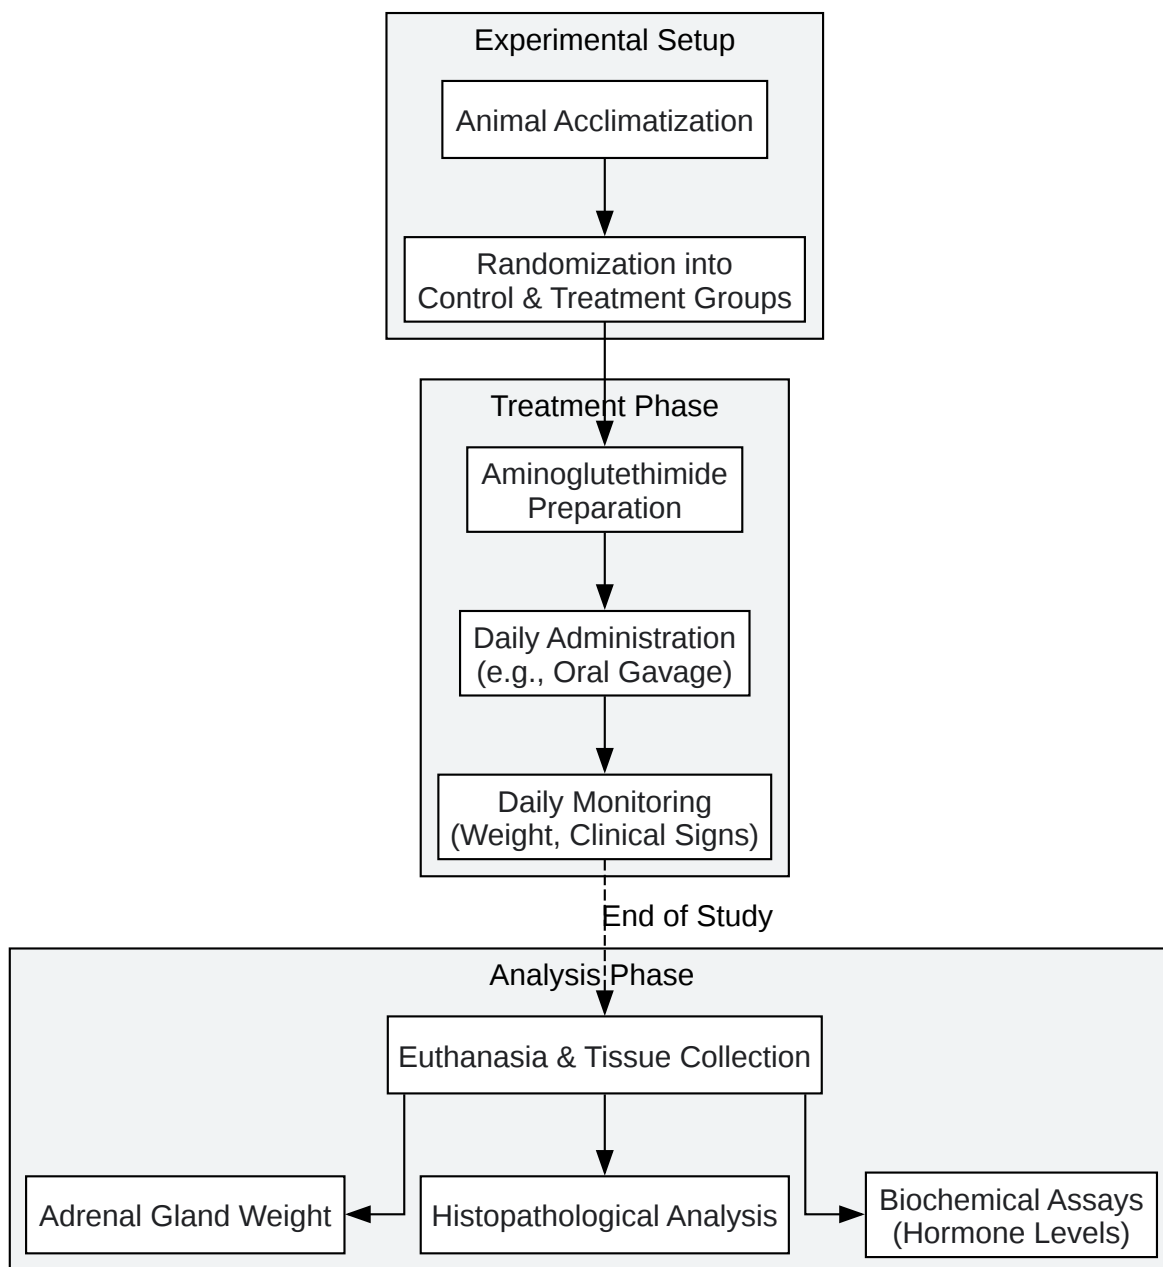 Experimental Setup
Animal Acclimatization
Randomization into
Control & Treatment Groups
Treatment Phase
Aminoglutethimide
Preparation
Daily Administration
(e.g., Oral Gavage)
Daily Monitoring
(Weight, Clinical Signs)
End of Study
Analysis Phase
Euthanasia & Tissue Collection
Adrenal Gland Weight
Histopathological Analysis
Biochemical Assays
(Hormone Levels)